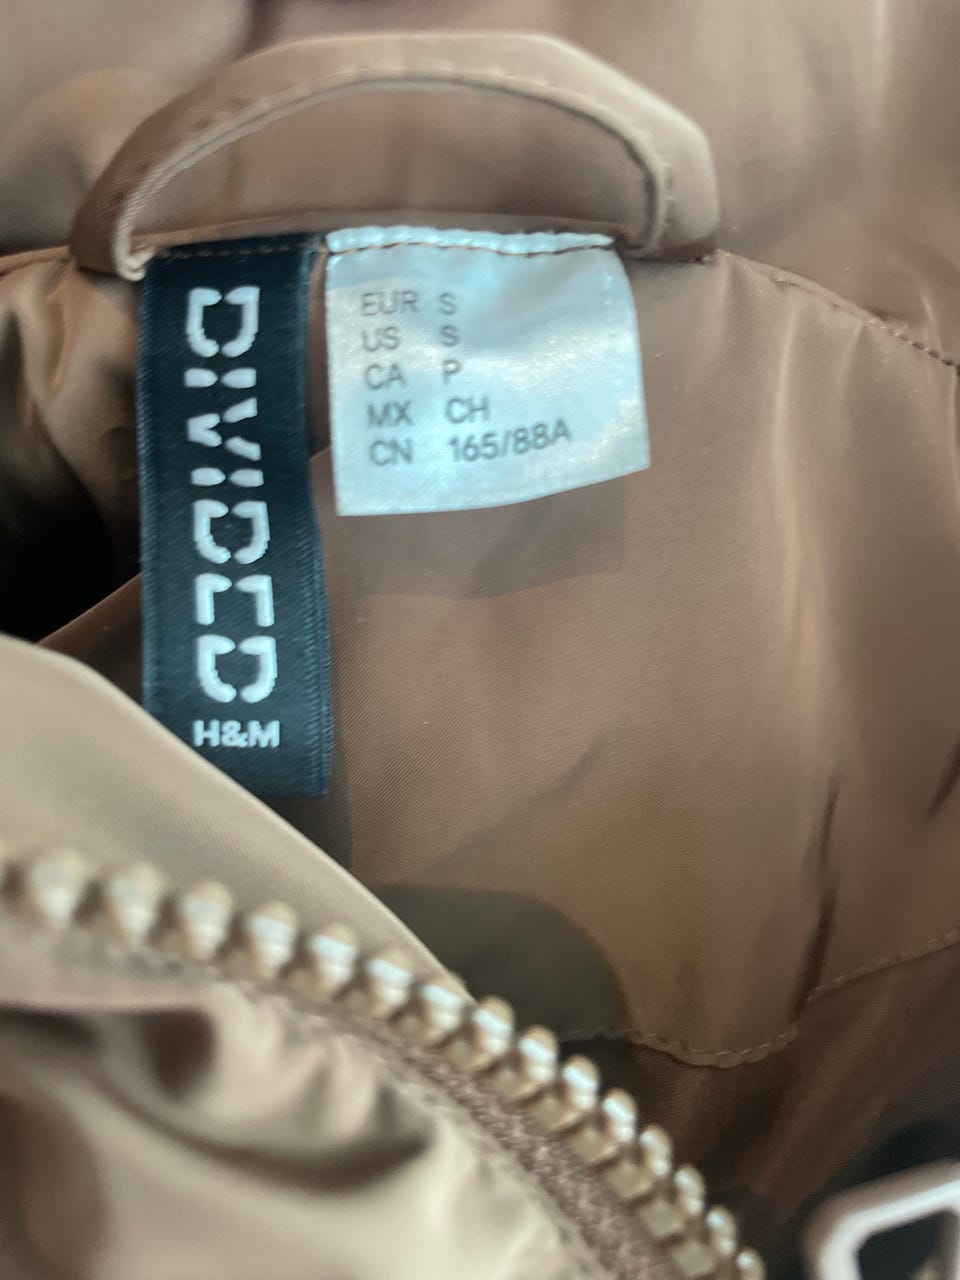 DIVIDED
H&M
EUR S
US S
CA P
MX CH
CN 165/88A